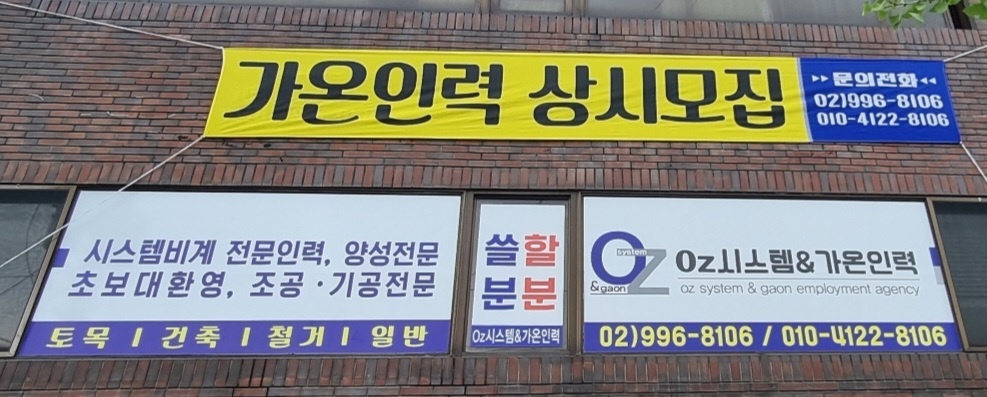 가온인력 상시모집
▸▸문의전화◂◂
02)996-8106
010-4122-8106
시스템비계 전문인력, 양성전문
초보대환영, 조공·기공전문
토목 I 건축 I 철거 I 일반
쓸할
분분
Oz시스템&가온인력
system
OZ
& gaon
Oz시스템&가온인력
oz system & gaon employment agency
02)996-8106 / 010-4122-8106